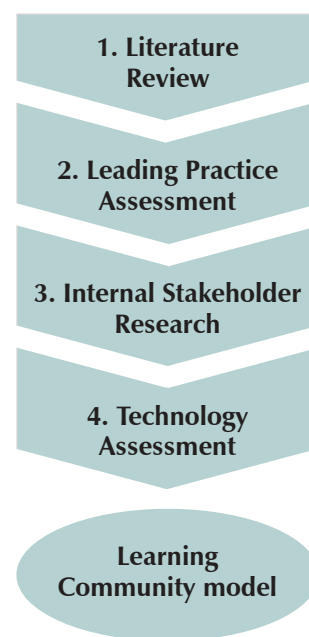 1. Literature
Review
2. Leading Practice
Assessment
3. Internal Stakeholder
Research
4. Technology
Assessment
Learning
Community model